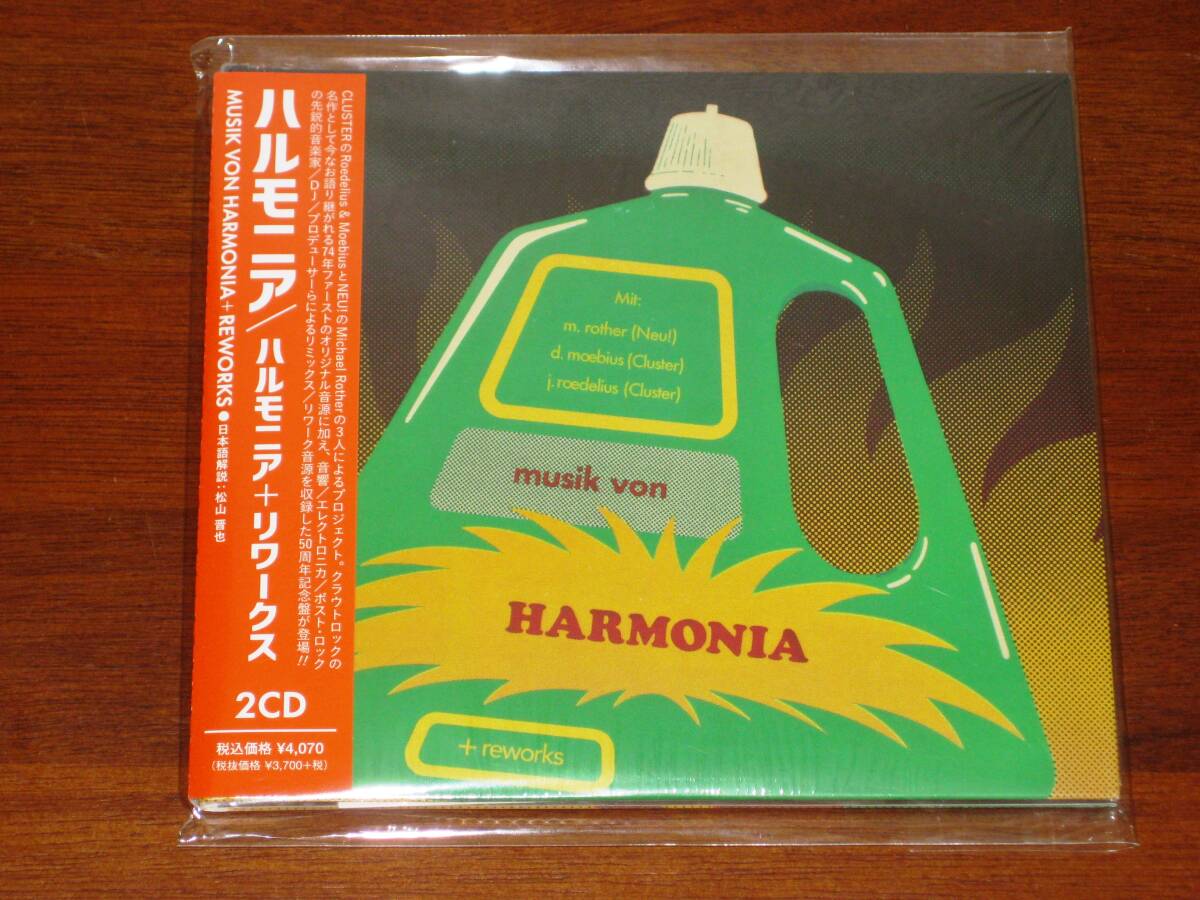 ハルモニア／ハルモニア＋リワークス
MUSIK VON HARMONIA + REWORKS ● 日本語解説：松山 晋也
CLUSTERのRoedelius & MoebiusとNEU!のMichael Rotherの3人によるプロジェクト。クラウトロックの
名作として今なお語り継がれる74年ファーストのオリジナル音源に加え、音響／エレクトロニカ／ポスト・ロック
の先鋭的音楽家／DJ／プロデューサーらによるリミックス／リワーク音源を収録した50周年記念盤が登場!!
2CD
税込価格 ¥4,070
(税抜価格 ¥3,700+税)
Mit:
m. rother (Neu!)
d. moebius (Cluster)
j. roedelius (Cluster)
musik von
HARMONIA
+ reworks